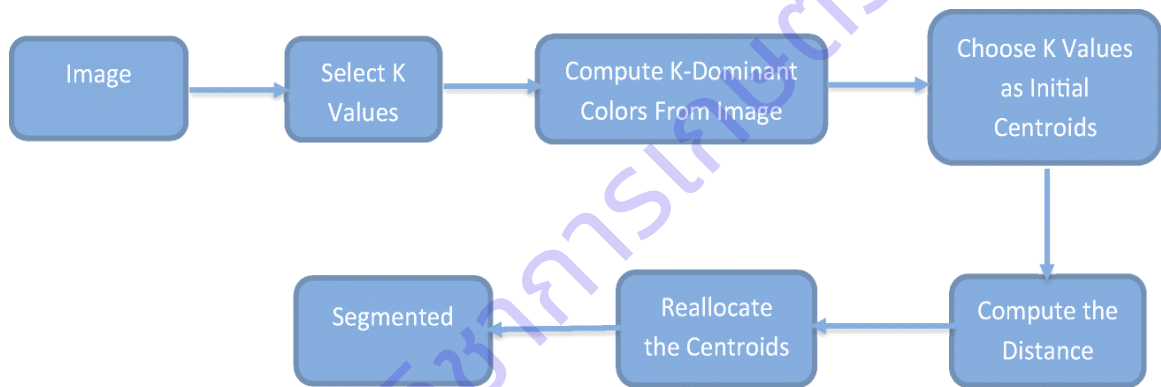 Image
Select K
Values
Compute K-Dominant
Colors From Image
Choose K Values
as Initial
Centroids
Compute the
Distance
Reallocate
the Centroids
Segmented